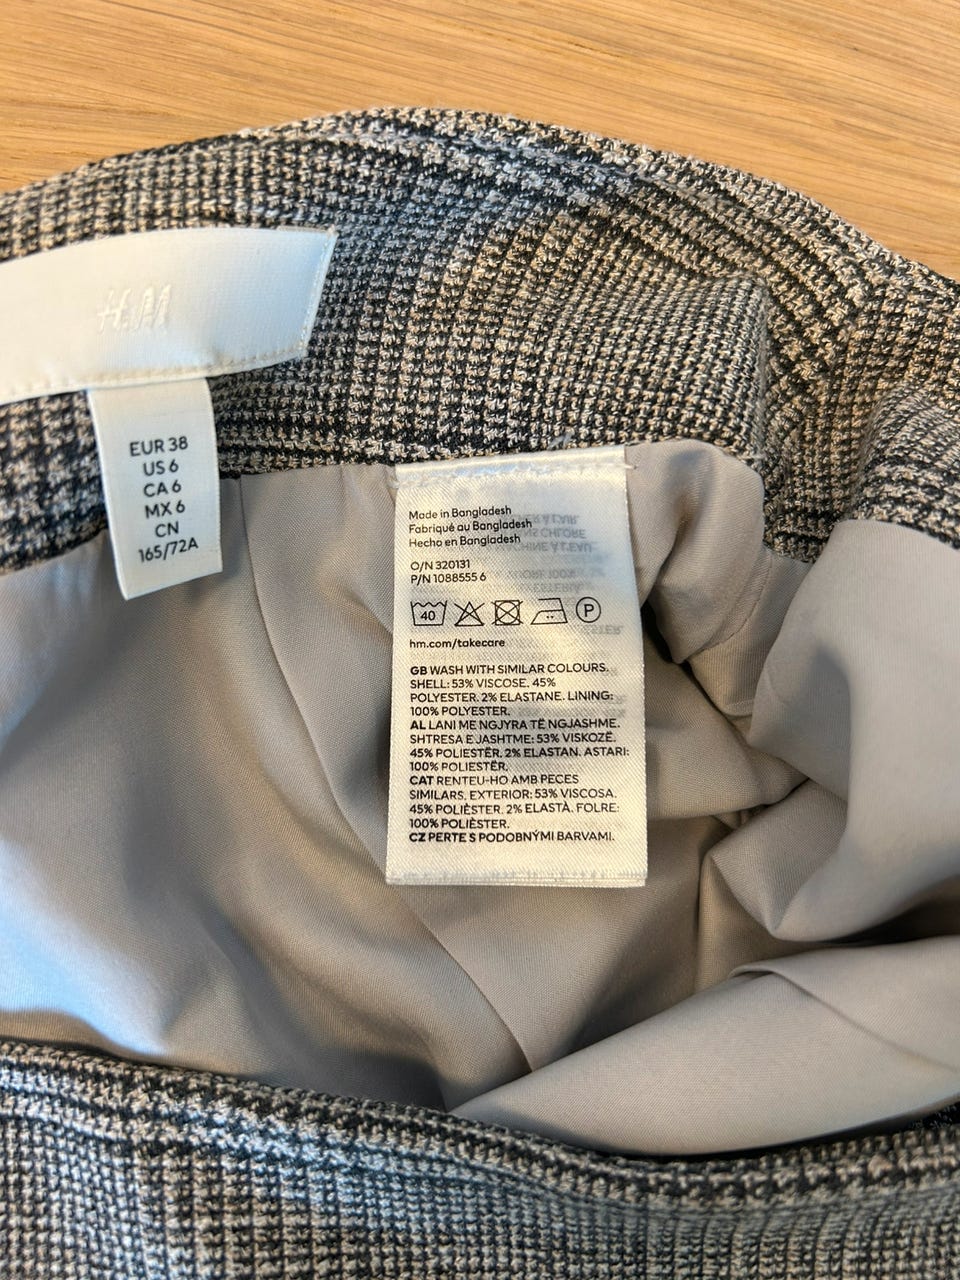 H&M
EUR 38
US 6
CA 6
MX 6
CN
165/72A
Made in Bangladesh
Fabriqué au Bangladesh
Hecho en Bangladesh
O/N 320131
P/N 1088555 6
40
P
hm.com/takecare
GB WASH WITH SIMILAR COLOURS.
SHELL: 53% VISCOSE. 45%
POLYESTER. 2% ELASTANE. LINING:
100% POLYESTER.
AL LANI ME NGJYRA TË NGJASHME.
SHTRESA E JASHTME: 53% VISKOZË.
45% POLIESTËR. 2% ELASTAN. ASTARI:
100% POLIESTËR.
CAT RENTEU-HO AMB PECES
SIMILARS. EXTERIOR: 53% VISCOSA.
45% POLIÈSTER. 2% ELASTÀ. FOLRE:
100% POLIÈSTER.
CZ PERTE S PODOBNÝMI BARVAMI.